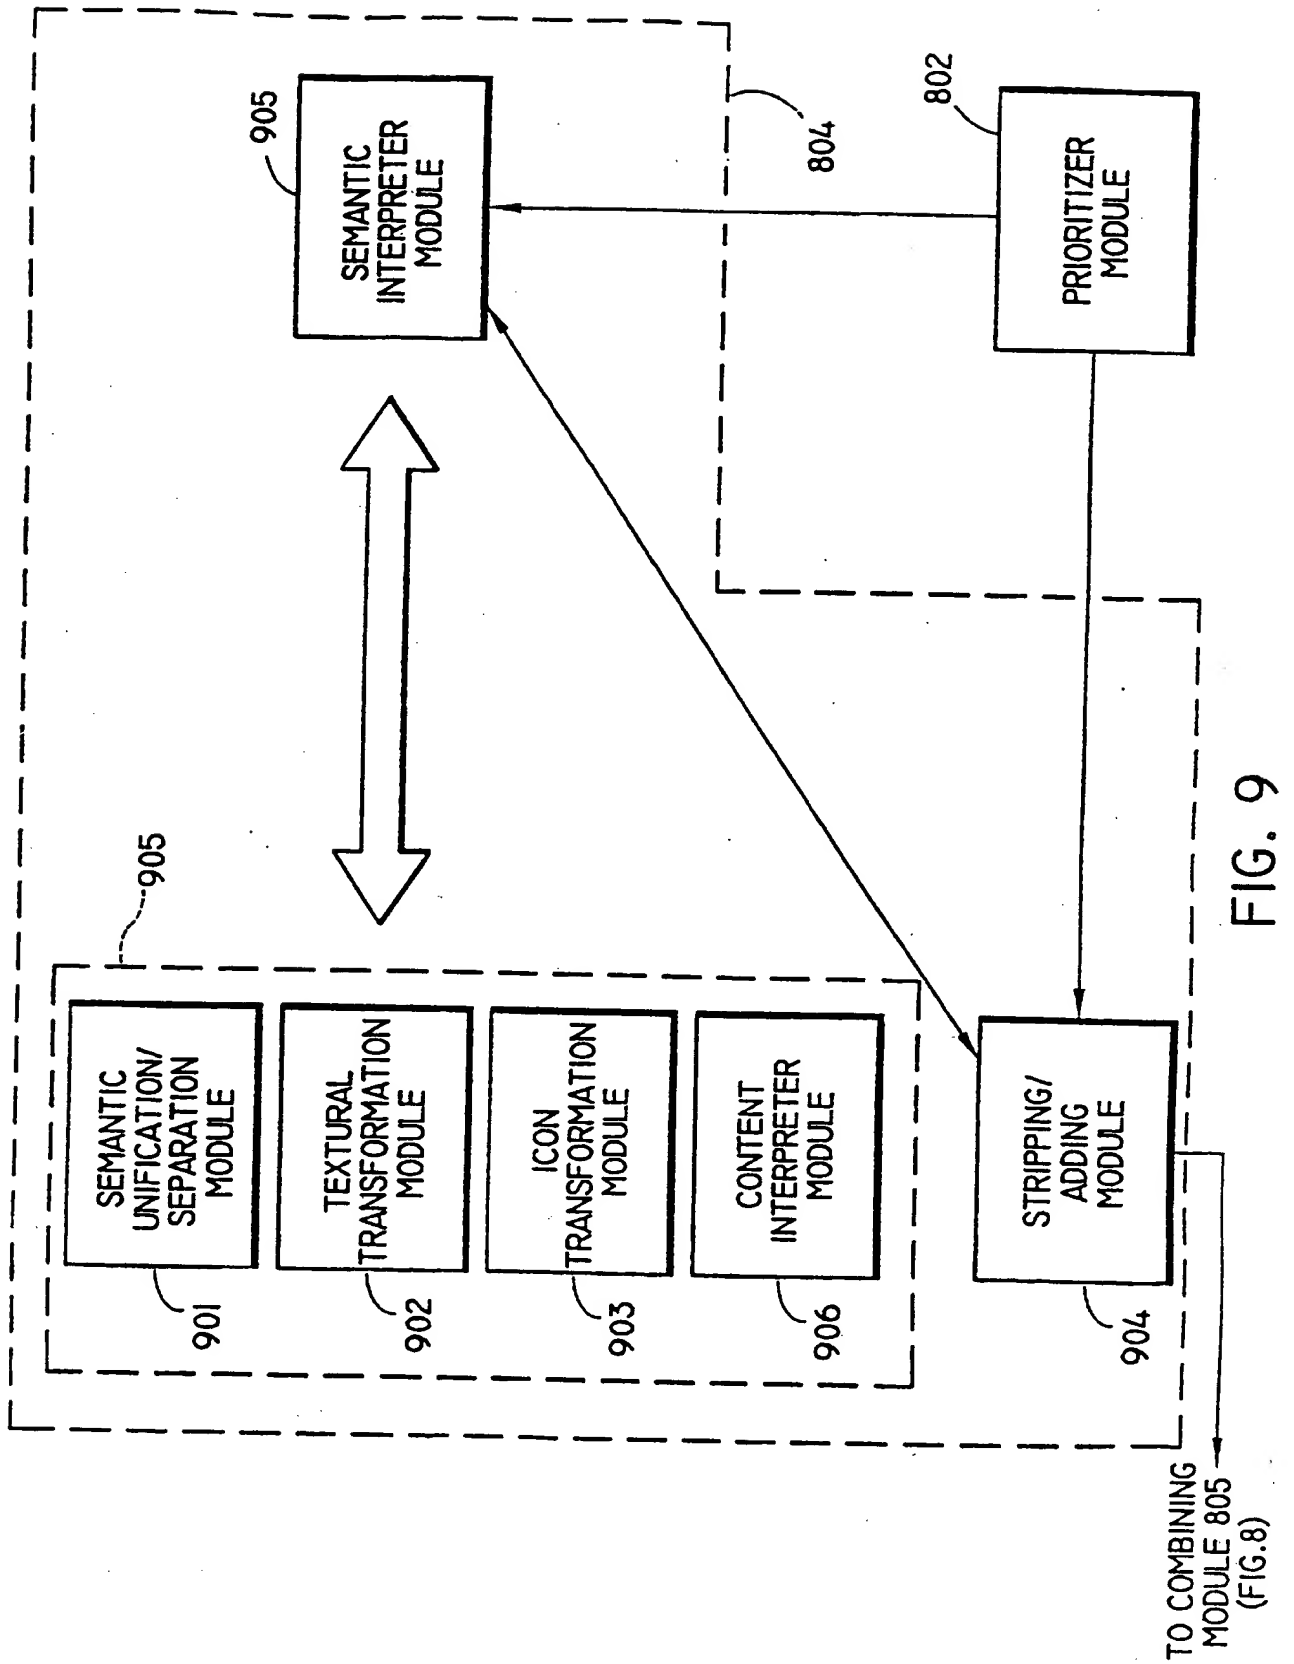 901
SEMANTIC
UNIFICATION/
SEPARATION
MODULE
905
902
TEXTURAL
TRANSFORMATION
MODULE
903
ICON
TRANSFORMATION
MODULE
906
CONTENT
INTERPRETER
MODULE
905
SEMANTIC
INTERPRETER
MODULE
804
904
STRIPPING/
ADDING
MODULE
802
PRIORITIZER
MODULE
TO COMBINING
MODULE 805
(FIG.8)
FIG. 9